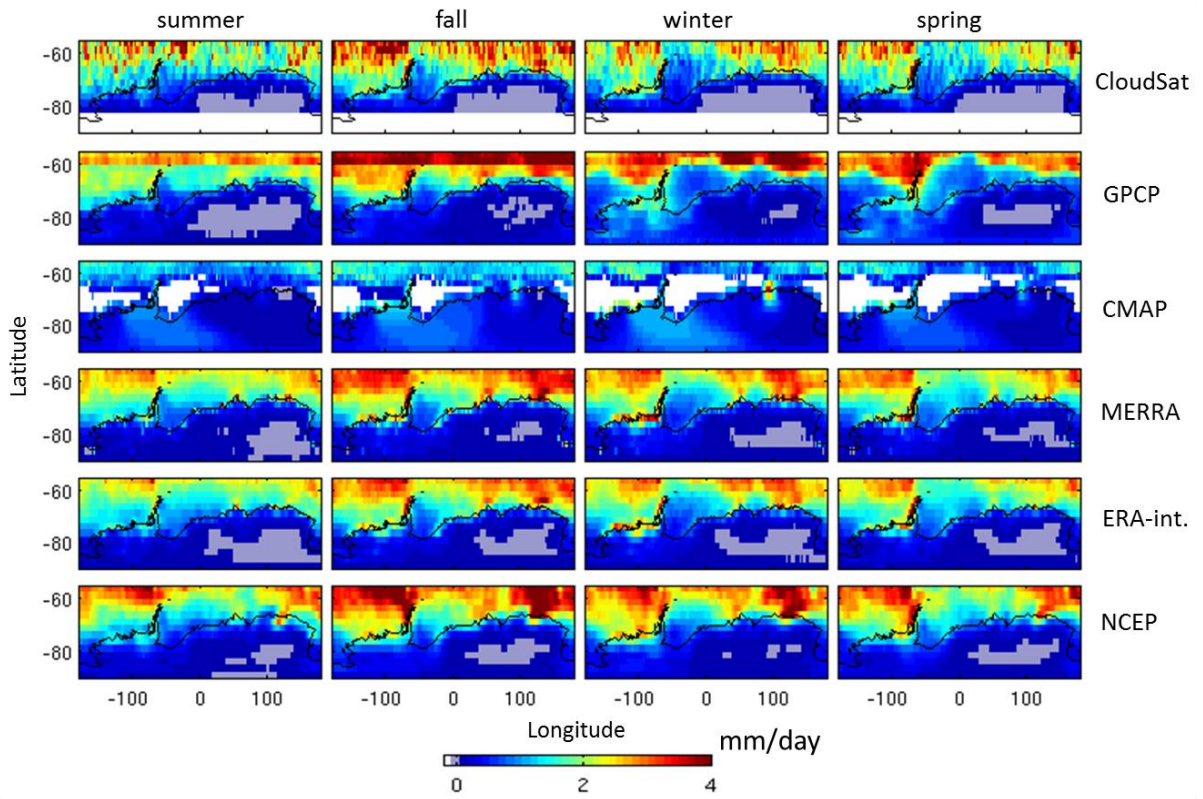 summer fall winter spring
-60
-80
CloudSat
-60
-80
GPCP
-60
-80
CMAP
-60
-80
MERRA
-60
-80
ERA-int.
-60
-80
NCEP
Latitude
-100 0 100 -100 0 100 -100 0 100 -100 0 100
Longitude
mm/day
0 2 4